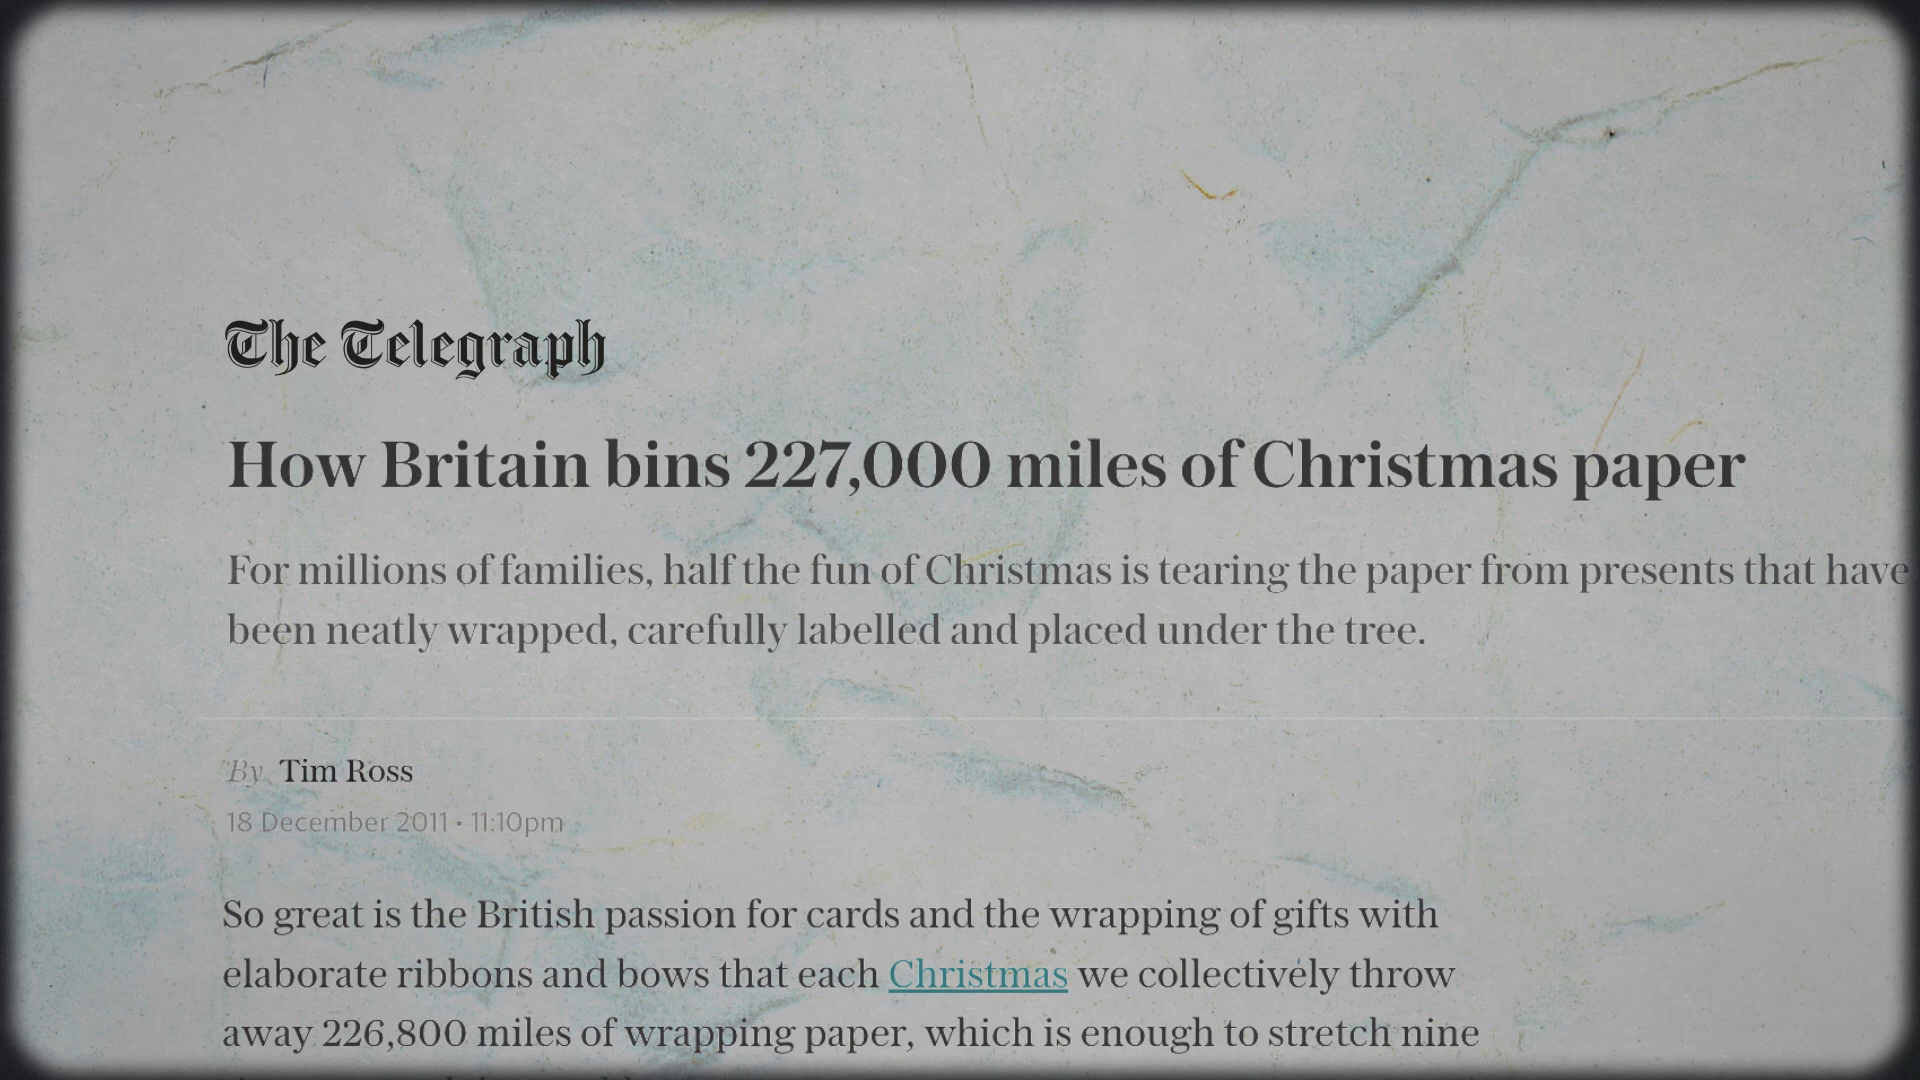 The Telegraph
How Britain bins 227,000 miles of Christmas paper
For millions of families, half the fun of Christmas is tearing the paper from presents that have
been neatly wrapped, carefully labelled and placed under the tree.
By Tim Ross
18 December 2011 • 11:10pm
So great is the British passion for cards and the wrapping of gifts with
elaborate ribbons and bows that each Christmas we collectively throw
away 226,800 miles of wrapping paper, which is enough to stretch nine